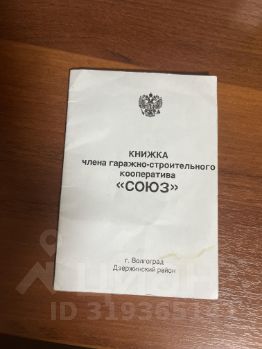 КНИЖКА
члена гаражно-строительного
кооператива
«СОЮЗ»
г. Волгоград
Дзержинский район